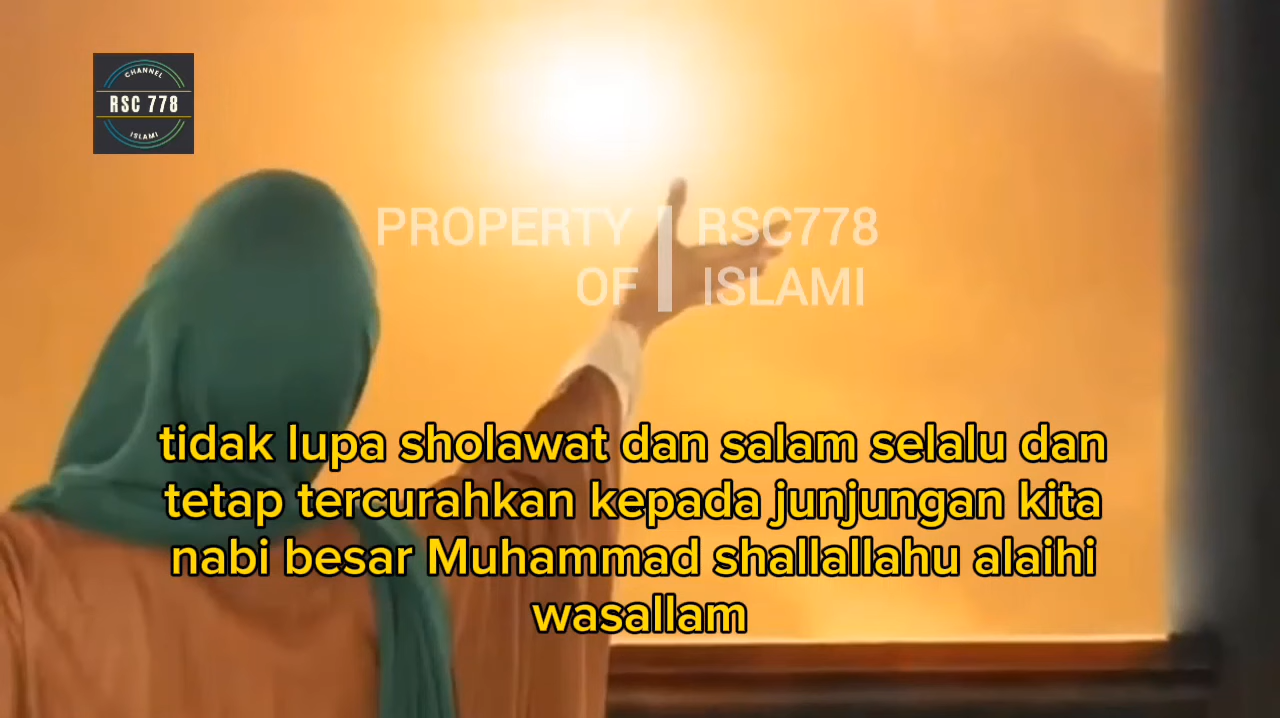 CHANNEL
RSC 778
ISLAMI
PROPERTY RSC778
OF ISLAMI
tidak lupa sholawat dan salam selalu dan
tetap tercurahkan kepada junjungan kita
nabi besar Muhammad shallallahu alaihi
wasallam